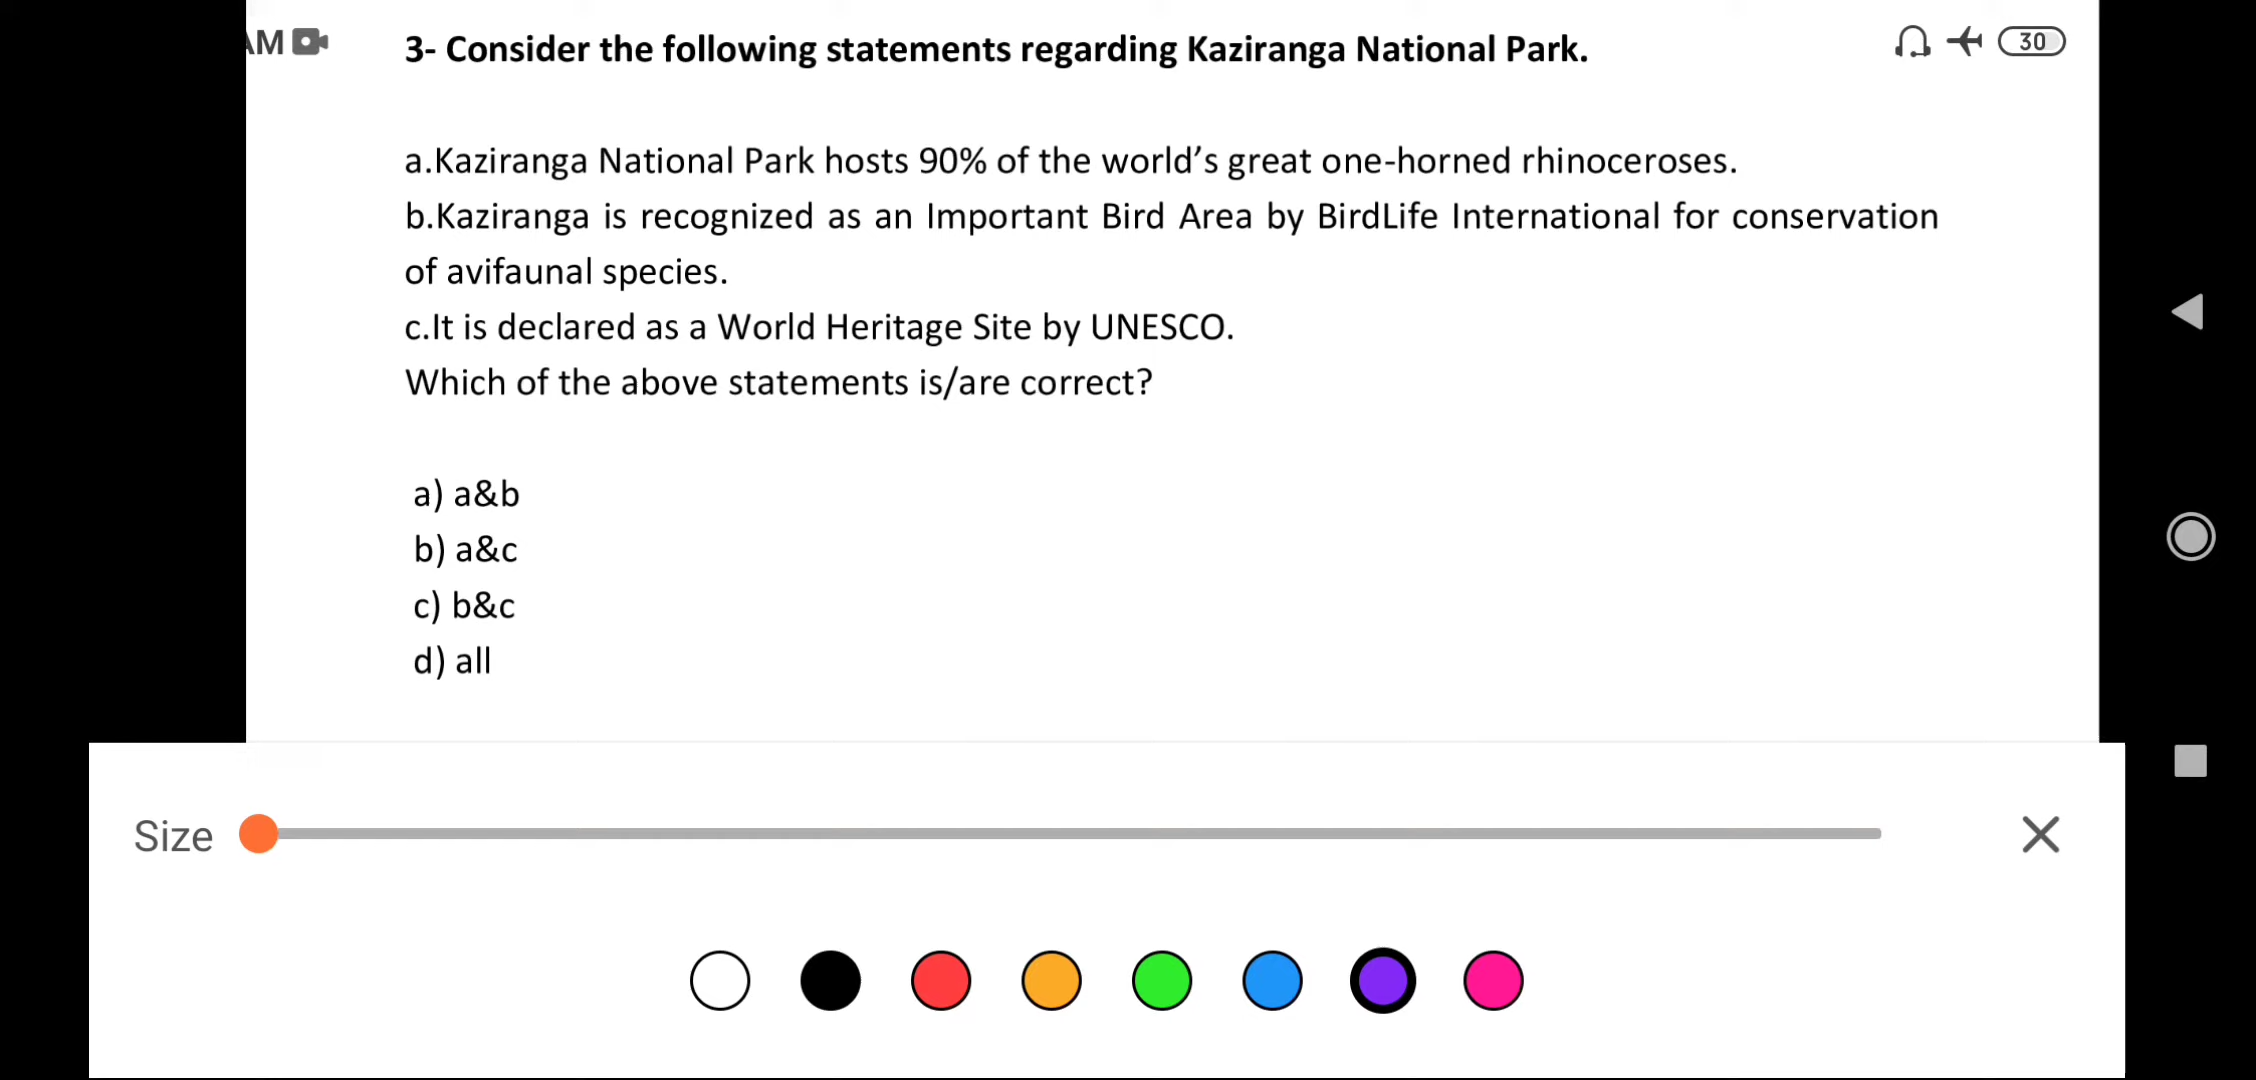 AM 30
3- Consider the following statements regarding Kaziranga National Park.
a.Kaziranga National Park hosts 90% of the world’s great one-horned rhinoceroses.
b.Kaziranga is recognized as an Important Bird Area by BirdLife International for conservation
of avifaunal species.
c.It is declared as a World Heritage Site by UNESCO.
Which of the above statements is/are correct?
a) a&b
b) a&c
c) b&c
d) all
Size